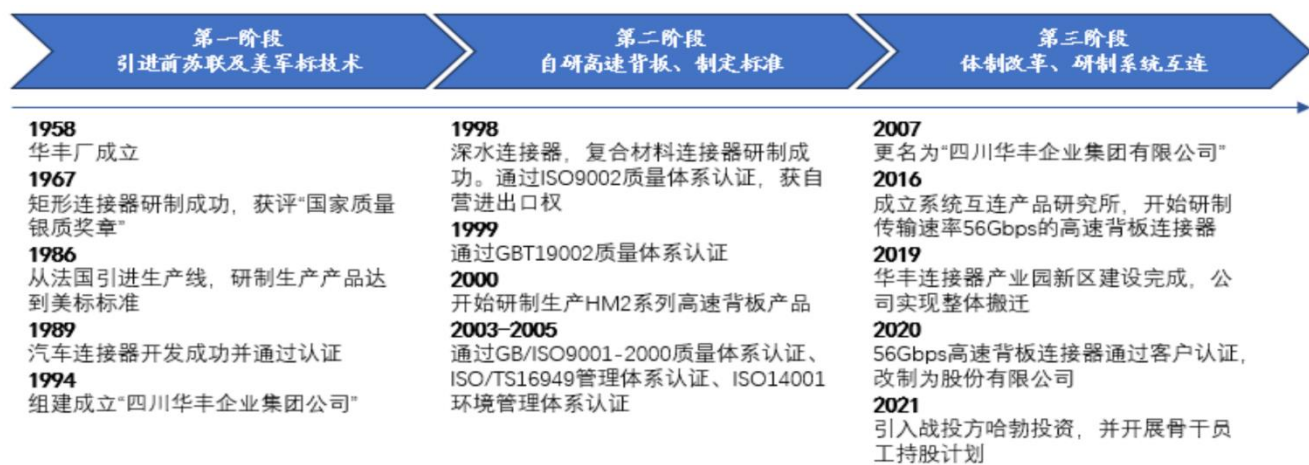 第一阶段
引进前苏联及美军标技术
第二阶段
自研高速背板、制定标准
第三阶段
体制改革、研制系统互连
1958
华丰厂成立
1967
矩形连接器研制成功，获评“国家质量
银质奖章”
1986
从法国引进生产线，研制生产产品达
到美标标准
1989
汽车连接器开发成功并通过认证
1994
组建成立“四川华丰企业集团公司”
1998
深水连接器，复合材料连接器研制成
功。通过ISO9002质量体系认证，获自
营进出口权
1999
通过GBT19002质量体系认证
2000
开始研制生产HM2系列高速背板产品
2003-2005
通过GB/ISO9001-2000质量体系认证、
ISO/TS16949管理体系认证、ISO14001
环境管理体系认证
2007
更名为“四川华丰企业集团有限公司”
2016
成立系统互连产品研究所，开始研制
传输速率56Gbps的高速背板连接器
2019
华丰连接器产业园新区建设完成，公
司实现整体搬迁
2020
56Gbps高速背板连接器通过客户认证，
改制为股份有限公司
2021
引入战投方哈勃投资，并开展骨干员
工持股计划